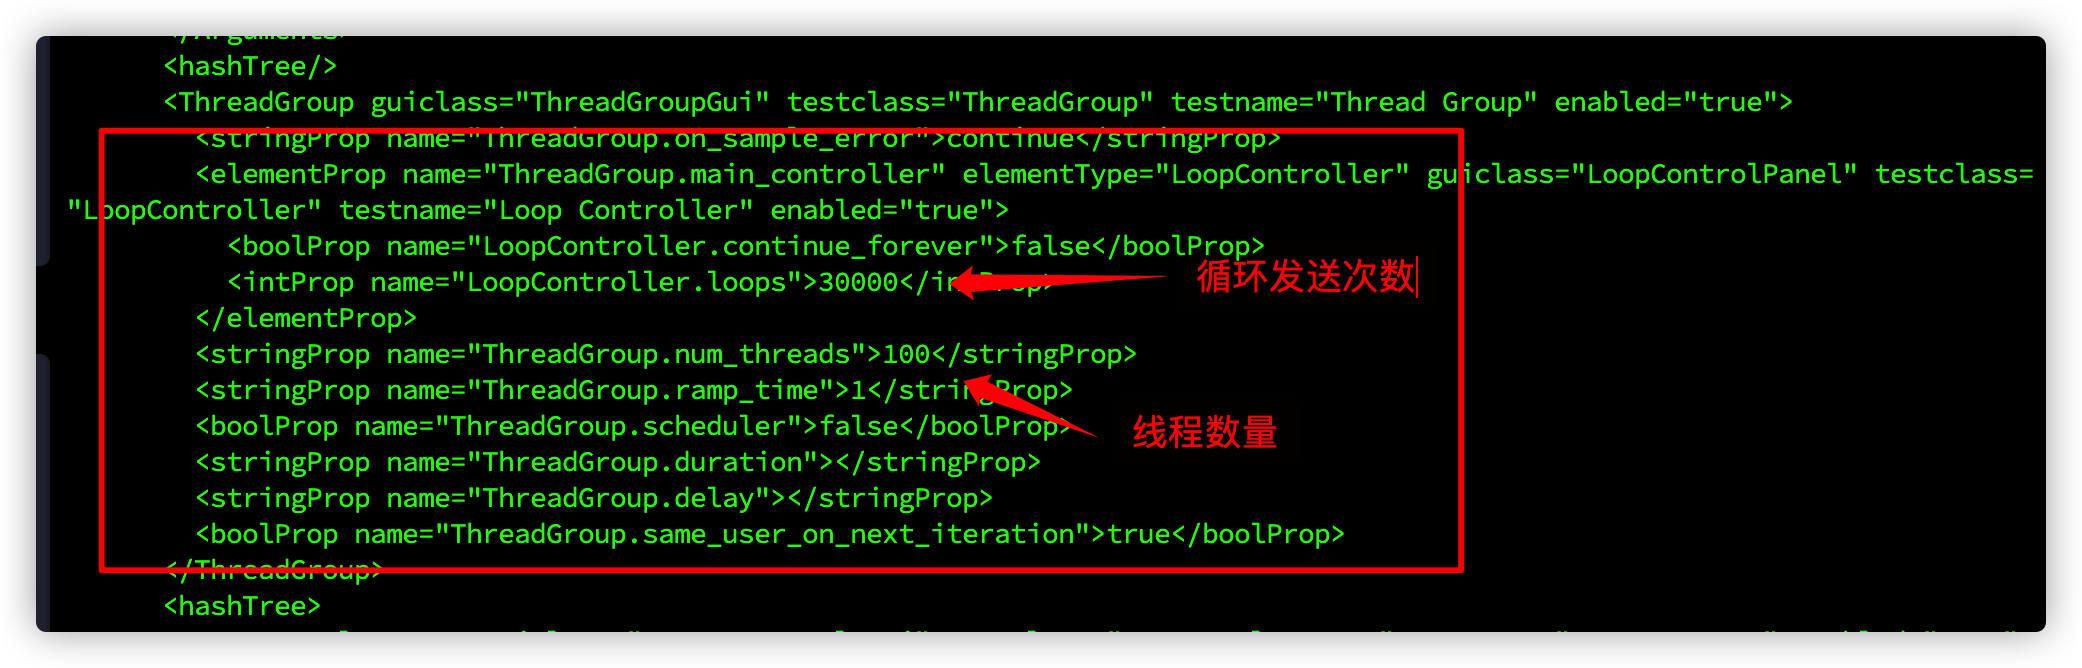 </Arguments>
<hashTree/>
<ThreadGroup guiclass="ThreadGroupGui" testclass="ThreadGroup" testname="Thread Group" enabled="true">
<stringProp name="ThreadGroup.on_sample_error">continue</stringProp>
<elementProp name="ThreadGroup.main_controller" elementType="LoopController" guiclass="LoopControlPanel" testclass=
"LoopController" testname="Loop Controller" enabled="true">
<boolProp name="LoopController.continue_forever">false</boolProp>
<intProp name="LoopController.loops">30000</intProp>
循环发送次数
</elementProp>
<stringProp name="ThreadGroup.num_threads">100</stringProp>
<stringProp name="ThreadGroup.ramp_time">1</stringProp>
<boolProp name="ThreadGroup.scheduler">false</boolProp>
线程数量
<stringProp name="ThreadGroup.duration"></stringProp>
<stringProp name="ThreadGroup.delay"></stringProp>
<boolProp name="ThreadGroup.same_user_on_next_iteration">true</boolProp>
</ThreadGroup>
<hashTree>